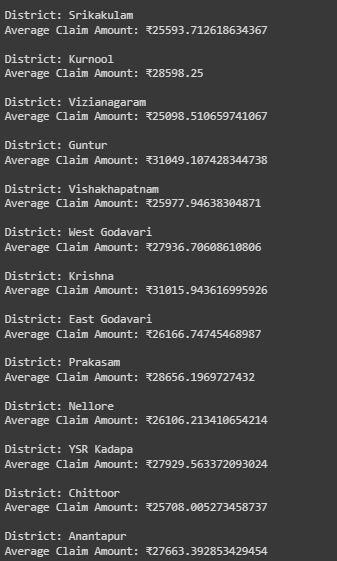 District: Srikakulam
Average Claim Amount: ₹25593.712618634367
District: Kurnool
Average Claim Amount: ₹28598.25
District: Vizianagaram
Average Claim Amount: ₹25098.510659741067
District: Guntur
Average Claim Amount: ₹31049.107428344738
District: Vishakhapatnam
Average Claim Amount: ₹25977.94638304871
District: West Godavari
Average Claim Amount: ₹27936.70608610806
District: Krishna
Average Claim Amount: ₹31015.943616995926
District: East Godavari
Average Claim Amount: ₹26166.74745468987
District: Prakasam
Average Claim Amount: ₹28656.1969727432
District: Nellore
Average Claim Amount: ₹26106.213410654214
District: YSR Kadapa
Average Claim Amount: ₹27929.563372093024
District: Chittoor
Average Claim Amount: ₹25708.005273458737
District: Anantapur
Average Claim Amount: ₹27663.392853429454